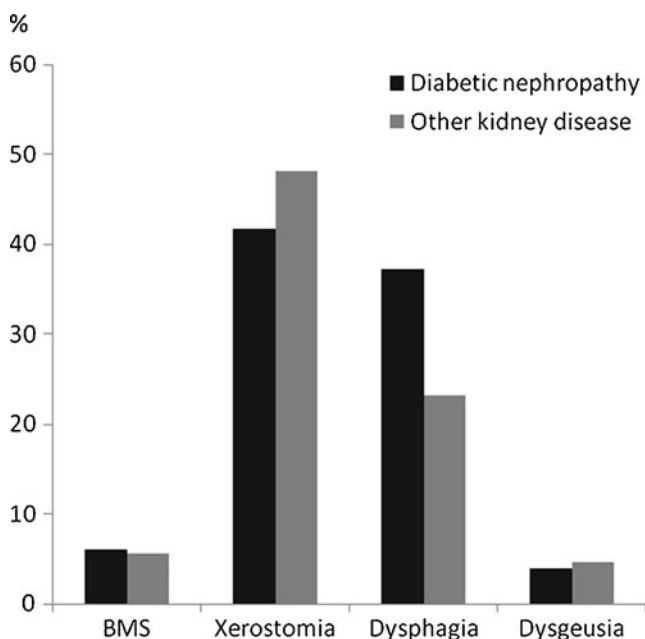 %
60
Diabetic nephropathy
Other kidney disease
50
40
30
20
10
0
BMS Xerostomia Dysphagia Dysgeusia